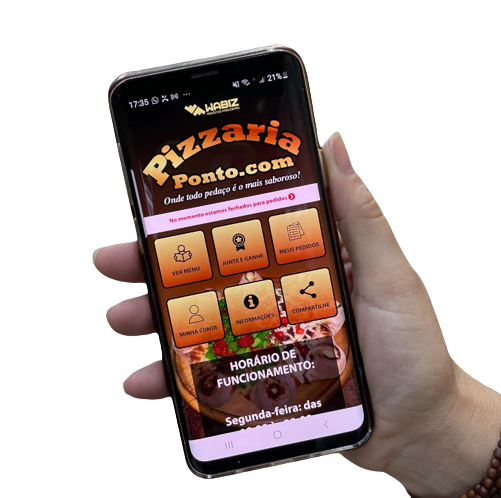 17:35
21%
WABIZ
Pizzaria
Ponto.com
Onde todo pedaço é o mais saboroso!
No momento estamos fechados para pedidos
VER MENU
JUNTE E GANHE
MEUS PEDIDOS
MINHA CONTA
INFORMAÇÕES
COMPARTILHE
HORÁRIO DE
FUNCIONAMENTO:
Segunda-feira: das